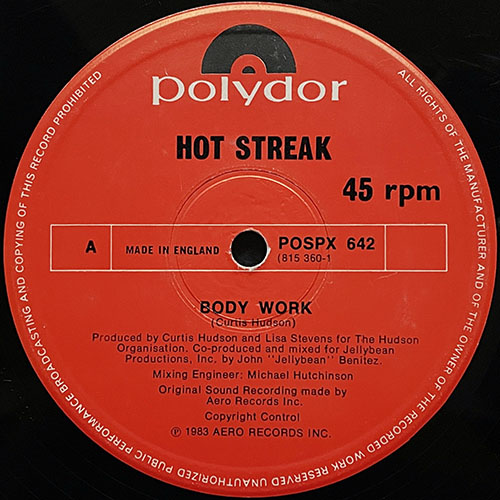 polydor
HOT STREAK
45 rpm
A
MADE IN ENGLAND
POSPX 642
(815 360-1
BODY WORK
(Curtis Hudson)
Produced by Curtis Hudson and Lisa Stevens for The Hudson
Organisation. Co-produced and mixed for Jellybean
Productions, Inc. by John "Jellybean" Benitez.
Mixing Engineer: Michael Hutchinson
Original Sound Recording made by
Aero Records Inc.
Copyright Control
℗ 1983 AERO RECORDS INC.
ALL RIGHTS OF THE MANUFACTURER AND OF THE OWNER OF THE RECORDED WORK RESERVED UNAUTHORIZED PUBLIC PERFORMANCE BROADCASTING AND COPYING OF THIS RECORD PROHIBITED